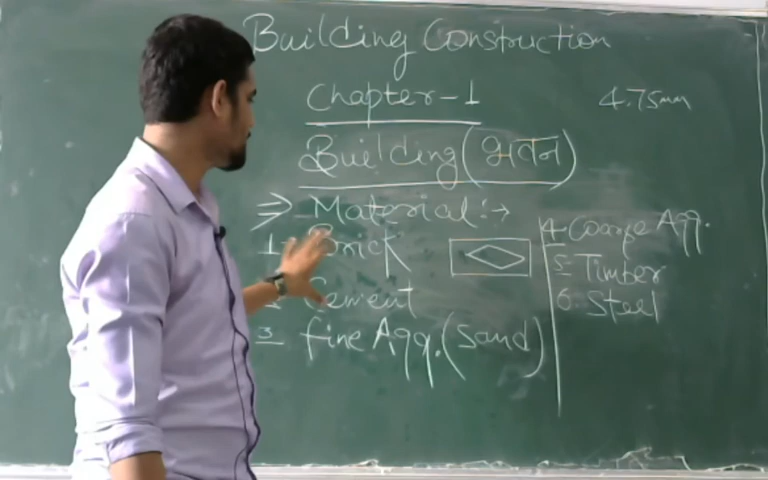 Building Construction
Chapter-1
4.75mm
Building (भवन)
⇒ Material :→
1 Brick
Cement
3 fine Agg. (Sand)
4 Coarse Agg.
5 Timber
6 Steel